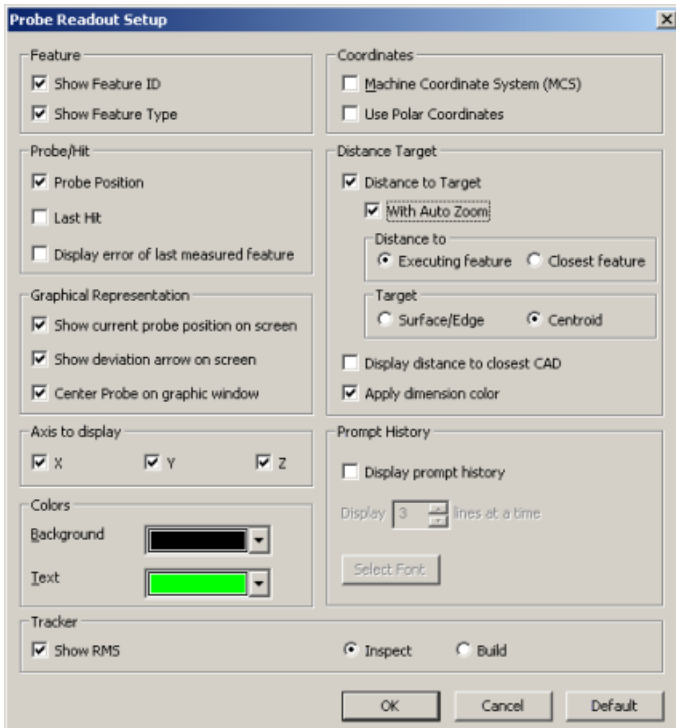 Probe Readout Setup
Feature
Show Feature ID
Show Feature Type
Coordinates
Machine Coordinate System (MCS)
Use Polar Coordinates
Probe/Hit
Probe Position
Last Hit
Display error of last measured feature
Distance Target
Distance to Target
With Auto Zoom
Distance to
Executing feature Closest feature
Target
Surface/Edge Centroid
Display distance to closest CAD
Apply dimension color
Graphical Representation
Show current probe position on screen
Show deviation arrow on screen
Center Probe on graphic window
Axis to display
X Y Z
Prompt History
Display prompt history
Display 3 lines at a time
Select Font
Colors
Background
Text
Tracker
Show RMS Inspect Build
OK Cancel Default